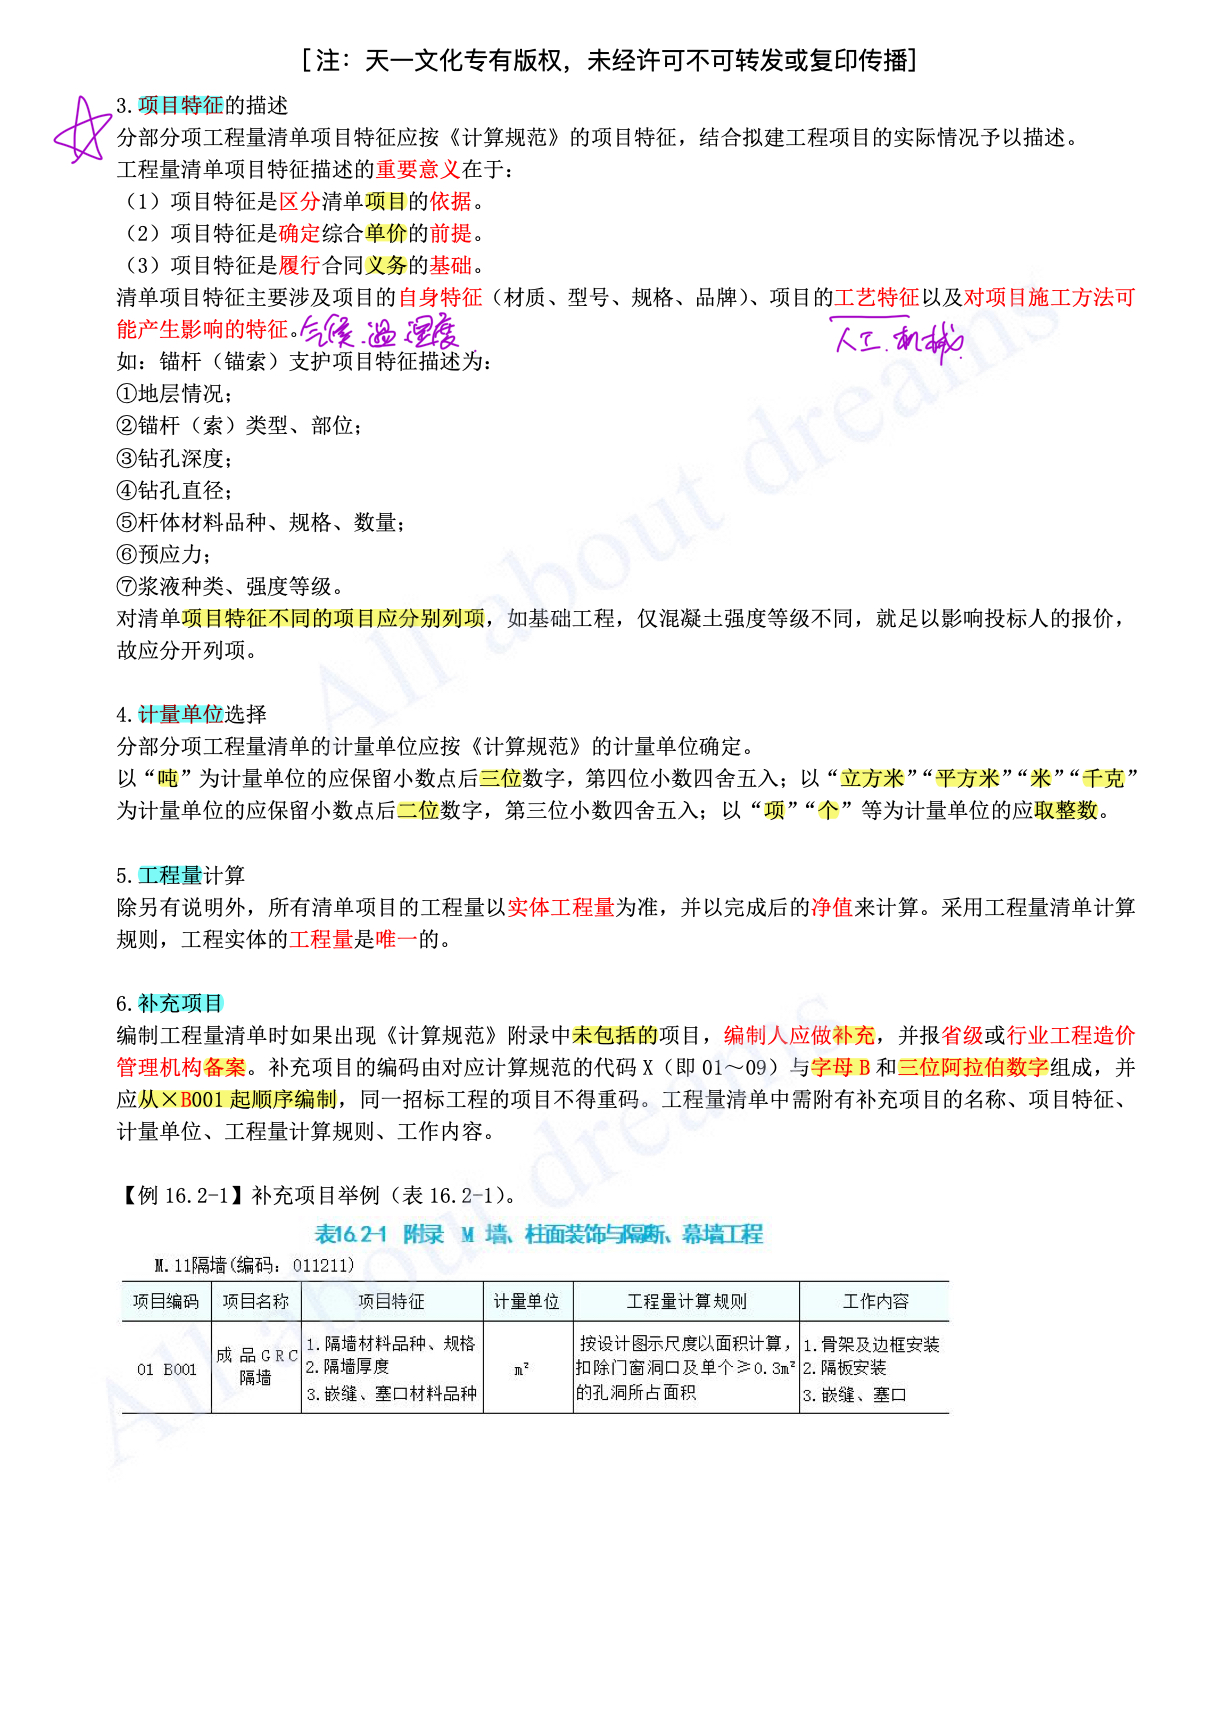 [注：天一文化专有版权，未经许可不可转发或复印传播]
3.项目特征的描述
分部分项工程量清单项目特征应按《计算规范》的项目特征，结合拟建工程项目的实际情况予以描述。
工程量清单项目特征描述的重要意义在于：
（1）项目特征是区分清单项目的依据。
（2）项目特征是确定综合单价的前提。
（3）项目特征是履行合同义务的基础。
清单项目特征主要涉及项目的自身特征（材质、型号、规格、品牌）、项目的工艺特征以及对项目施工方法可
能产生影响的特征。气候.温 湿度
人工.机械.
如：锚杆（锚索）支护项目特征描述为：
①地层情况；
②锚杆（索）类型、部位；
③钻孔深度；
④钻孔直径；
⑤杆体材料品种、规格、数量；
⑥预应力；
⑦浆液种类、强度等级。
对清单项目特征不同的项目应分别列项，如基础工程，仅混凝土强度等级不同，就足以影响投标人的报价，
故应分开列项。
4.计量单位选择
分部分项工程量清单的计量单位应按《计算规范》的计量单位确定。
以“吨”为计量单位的应保留小数点后三位数字，第四位小数四舍五入；以“立方米”“平方米”“米”“千克”
为计量单位的应保留小数点后二位数字，第三位小数四舍五入；以“项”“个”等为计量单位的应取整数。
5.工程量计算
除另有说明外，所有清单项目的工程量以实体工程量为准，并以完成后的净值来计算。采用工程量清单计算
规则，工程实体的工程量是唯一的。
6.补充项目
编制工程量清单时如果出现《计算规范》附录中未包括的项目，编制人应做补充，并报省级或行业工程造价
管理机构备案。补充项目的编码由对应计算规范的代码 X（即 01～09）与字母 B 和三位阿拉伯数字组成，并
应从×B001 起顺序编制，同一招标工程的项目不得重码。工程量清单中需附有补充项目的名称、项目特征、
计量单位、工程量计算规则、工作内容。
【例 16.2-1】补充项目举例（表 16.2-1）。
表16.2-1 附录 M 墙、柱面装饰与隔断、幕墙工程
M.11隔墙(编码：011211)
项目编码 项目名称 项目特征 计量单位 工程量计算规则 工作内容
01 B001 成品GRC隔墙 1.隔墙材料品种、规格 m² 按设计图示尺寸以面积计算， 1.骨架及边框安装
2.隔墙厚度 扣除门窗洞口及单个≥0.3m² 2.隔板安装
3.嵌缝、塞口材料品种 的孔洞所占面积 3.嵌缝、塞口
All about dreams
All about dreams